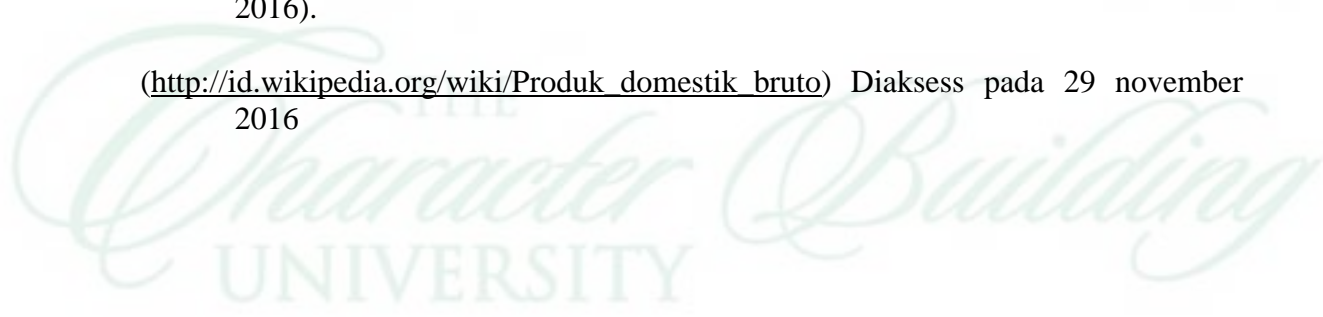 2016).
(http://id.wikipedia.org/wiki/Produk_domestik_bruto) Diaksess pada 29 november
2016
THE
Character Building
UNIVERSITY